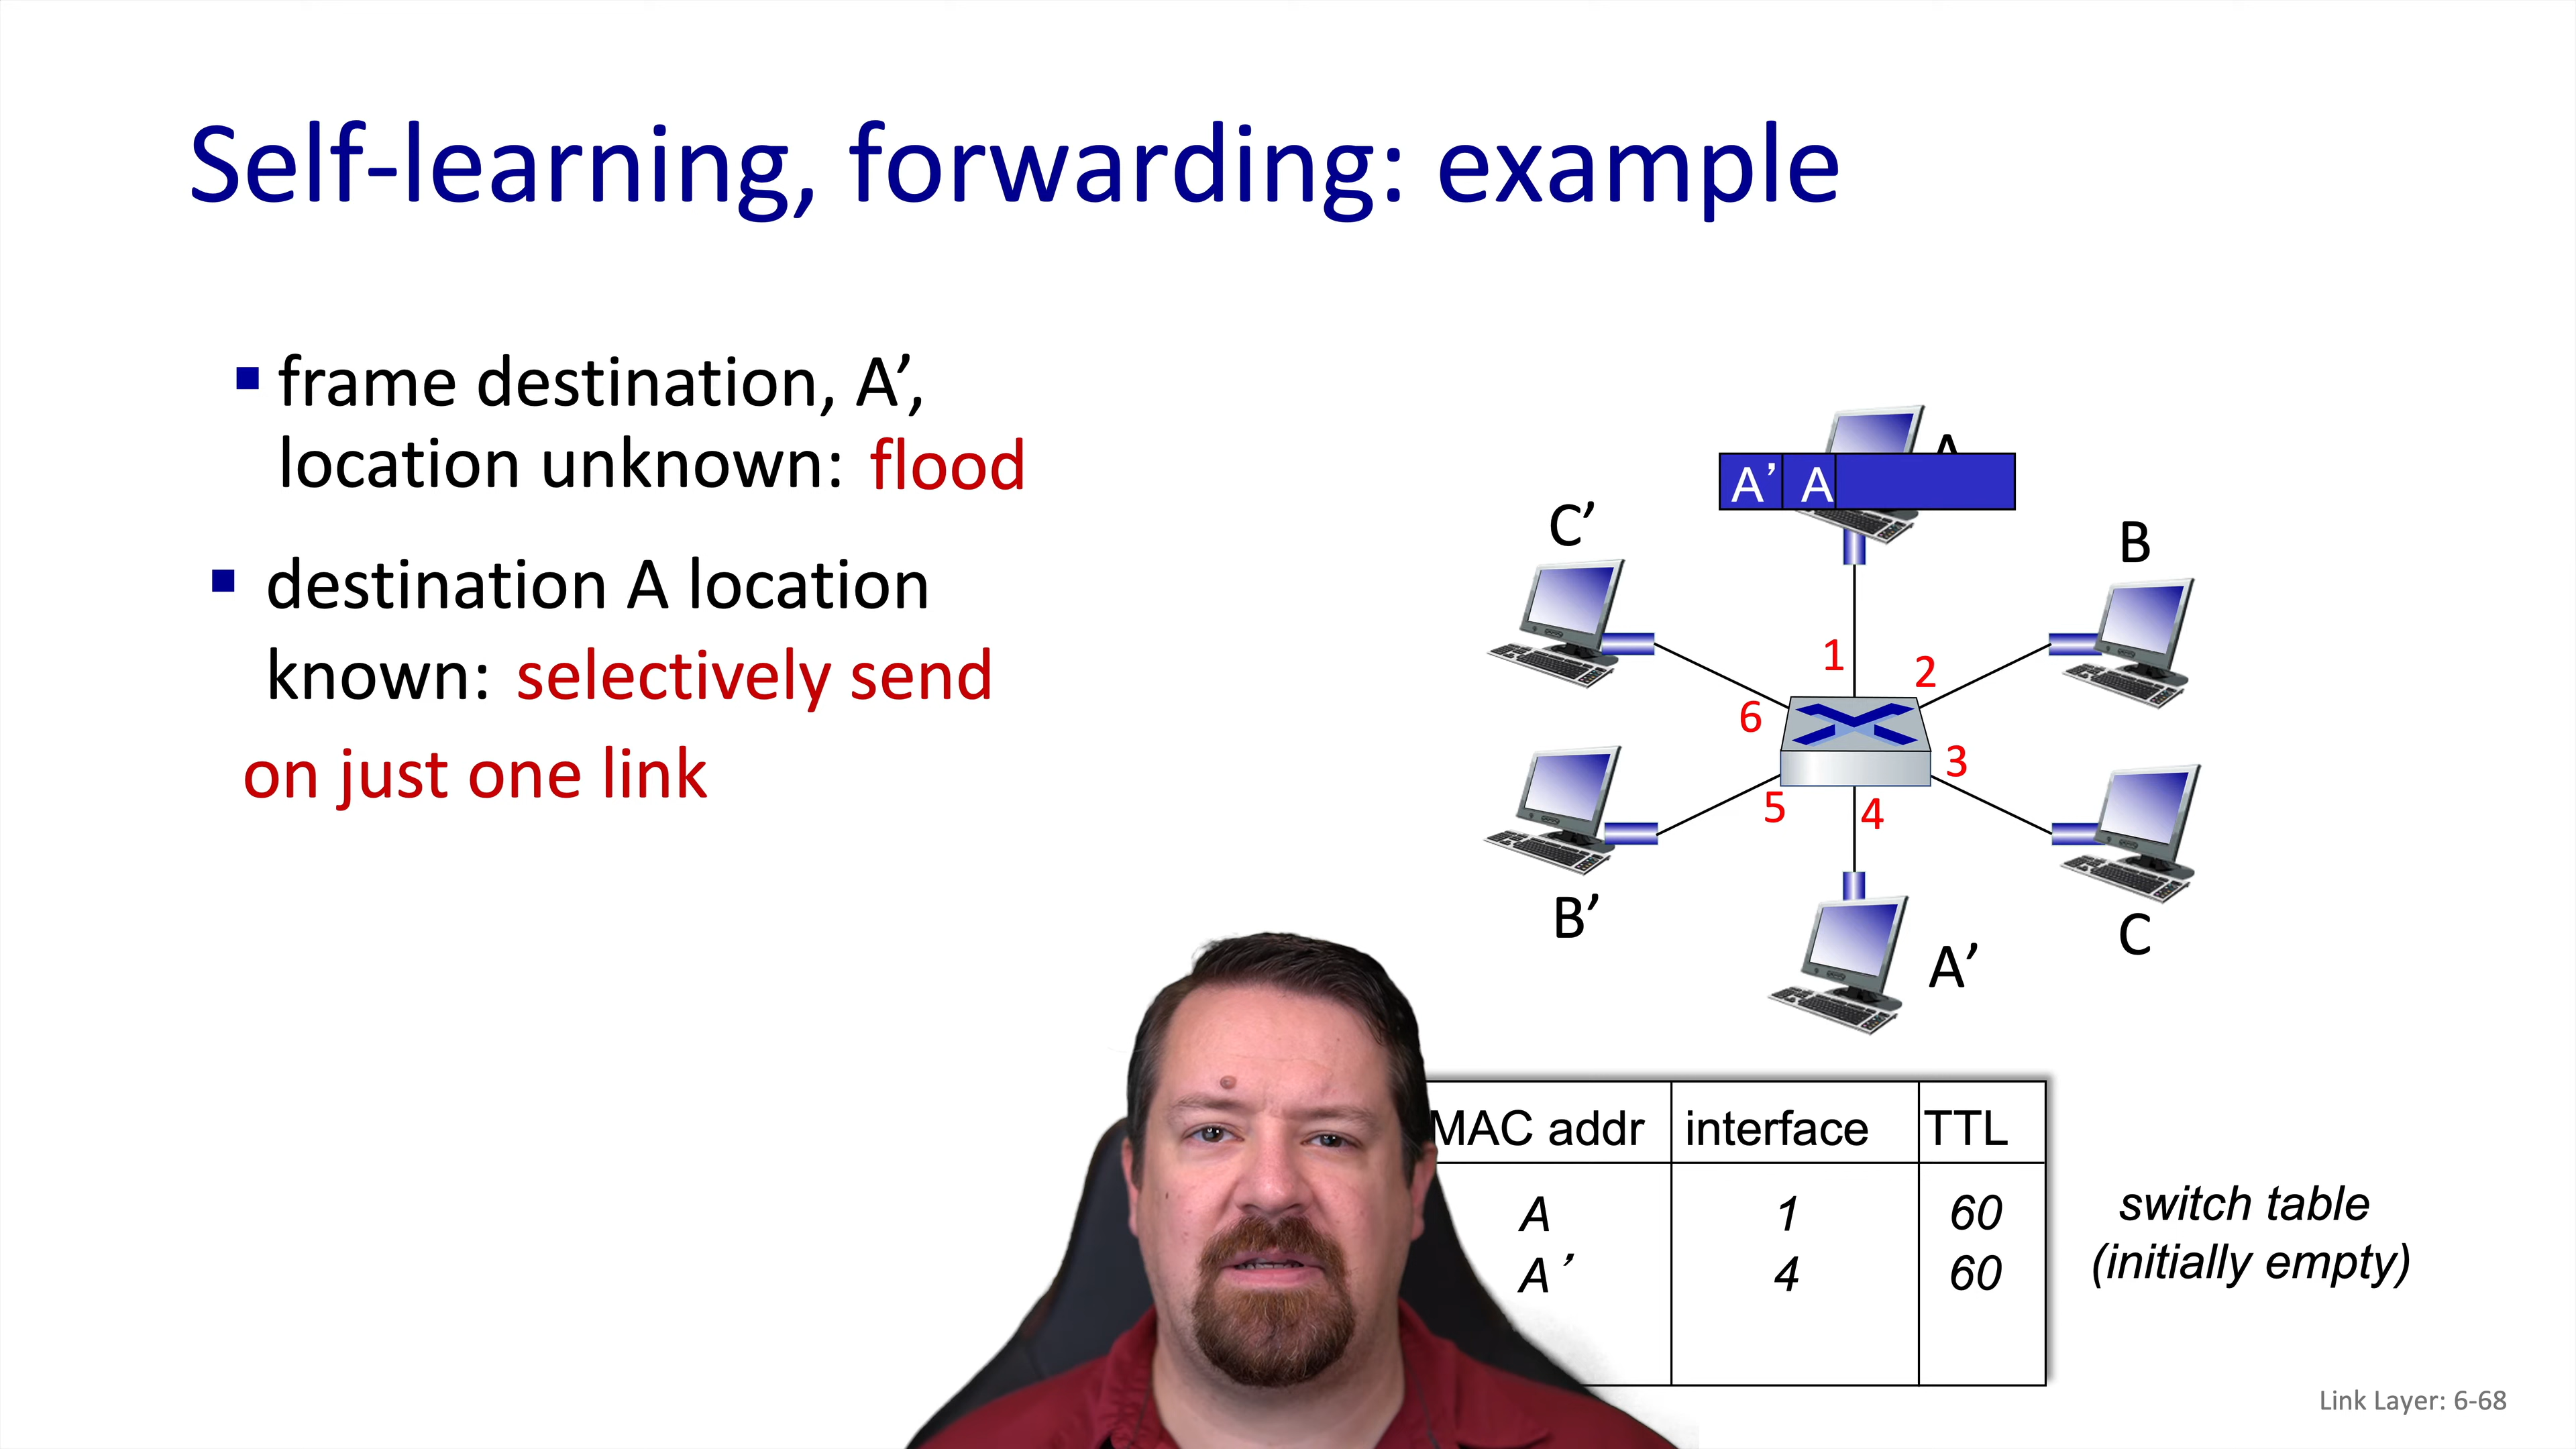 Self-learning, forwarding: example
▪ frame destination, A’,
location unknown: flood
▪ destination A location
known: selectively send
on just one link
A
A’ A
C’
B
1
2
6
3
5
4
B’
C
A’
MAC addr interface TTL
A 1 60
A’ 4 60
switch table
(initially empty)
Link Layer: 6-68